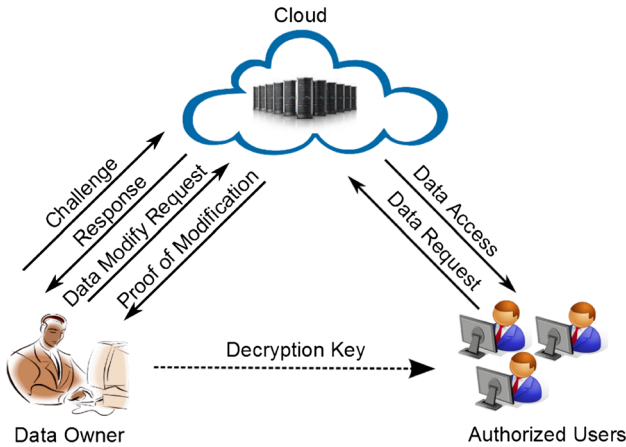 Cloud
Challenge
Response
Data Modify Request
Proof of Modification
Data Access
Data Request
Decryption Key
Data Owner
Authorized Users